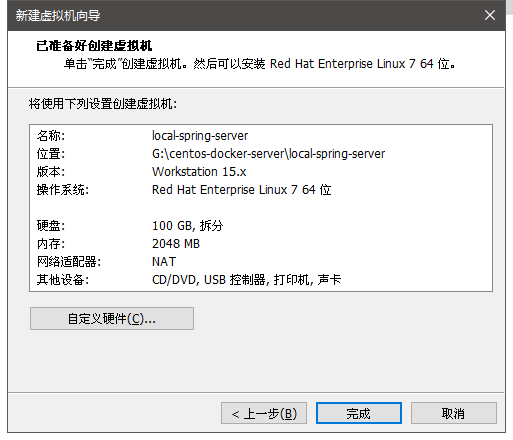 新建虚拟机向导
已准备好创建虚拟机
单击“完成”创建虚拟机。然后可以安装 Red Hat Enterprise Linux 7 64 位。
将使用下列设置创建虚拟机:
名称: local-spring-server
位置: G:\centos-docker-server\local-spring-server
版本: Workstation 15.x
操作系统: Red Hat Enterprise Linux 7 64 位
硬盘: 100 GB, 拆分
内存: 2048 MB
网络适配器: NAT
其他设备: CD/DVD, USB 控制器, 打印机, 声卡
自定义硬件(C)...
< 上一步(B) 完成 取消